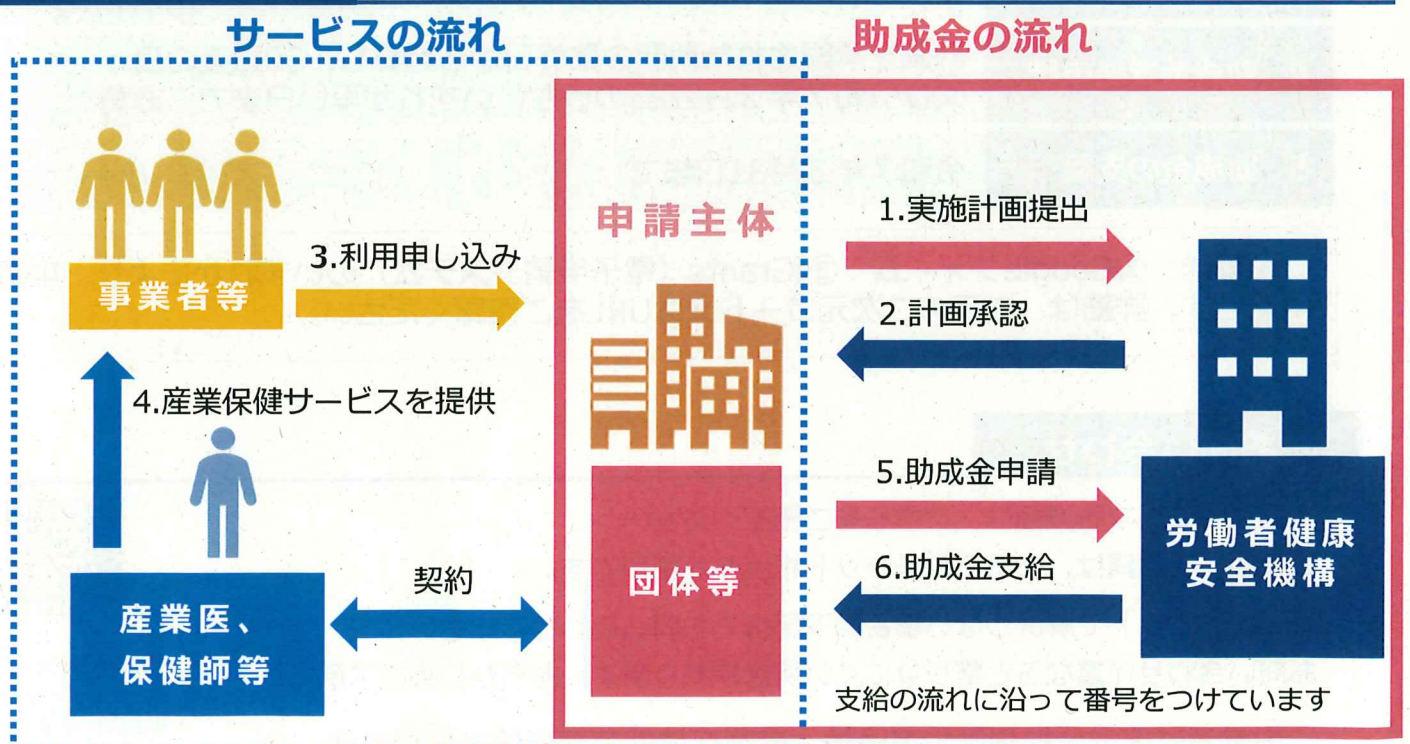 サービスの流れ
助成金の流れ
申請主体
1.実施計画提出
3.利用申し込み
事業者等
2.計画承認
4.産業保健サービスを提供
5.助成金申請
労働者健康
安全機構
6.助成金支給
契約
団体等
産業医、
保健師等
支給の流れに沿って番号をつけています